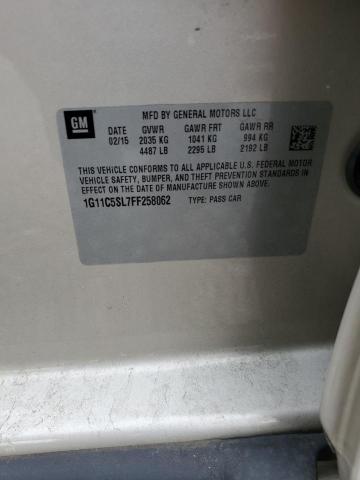 GM
MFD BY GENERAL MOTORS LLC
DATE GVWR GAWR FRT GAWR RR
02/15 2035 KG 1041 KG 994 KG
4487 LB 2295 LB 2192 LB
THIS VEHICLE CONFORMS TO ALL APPLICABLE U.S. FEDERAL MOTOR
VEHICLE SAFETY, BUMPER, AND THEFT PREVENTION STANDARDS
IN EFFECT ON THE DATE OF MANUFACTURE SHOWN ABOVE.
1G11C5SL7FF258062 TYPE: PASS CAR